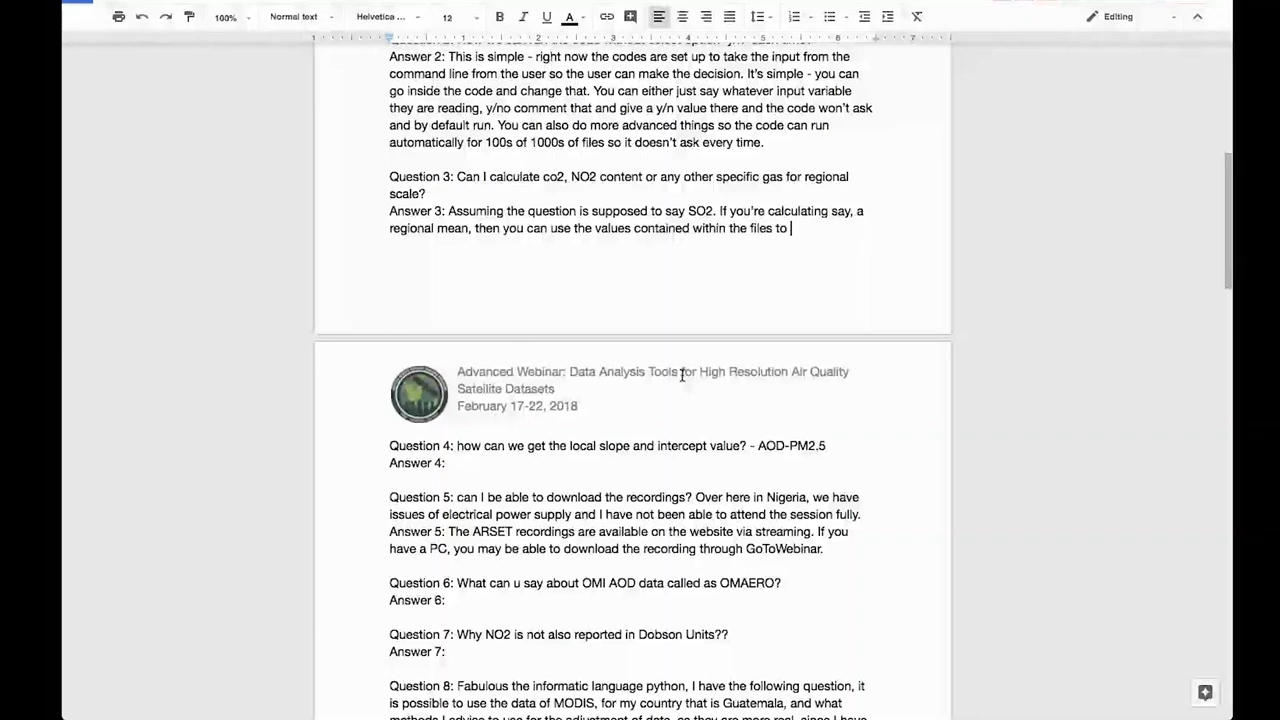 100%
Normal text
Helvetica ...
12
B
I
U
A
Editing
1
1
2
3
4
5
6
7
Answer 2: This is simple - right now the codes are set up to take the input from the
command line from the user so the user can make the decision. It's simple - you can
go inside the code and change that. You can either just say whatever input variable
they are reading, y/no comment that and give a y/n value there and the code won't ask
and by default run. You can also do more advanced things so the code can run
automatically for 100s of 1000s of files so it doesn't ask every time.
Question 3: Can I calculate co2, NO2 content or any other specific gas for regional
scale?
Answer 3: Assuming the question is supposed to say SO2. If you're calculating say, a
regional mean, then you can use the values contained within the files to
Advanced Webinar: Data Analysis Tools for High Resolution Air Quality
Satellite Datasets
February 17-22, 2018
Question 4: how can we get the local slope and intercept value? - AOD-PM2.5
Answer 4:
Question 5: can I be able to download the recordings? Over here in Nigeria, we have
issues of electrical power supply and I have not been able to attend the session fully.
Answer 5: The ARSET recordings are available on the website via streaming. If you
have a PC, you may be able to download the recording through GoToWebinar.
Question 6: What can u say about OMI AOD data called as OMAERO?
Answer 6:
Question 7: Why NO2 is not also reported in Dobson Units??
Answer 7:
Question 8: Fabulous the informatic language python, I have the following question, it
is possible to use the data of MODIS, for my country that is Guatemala, and what